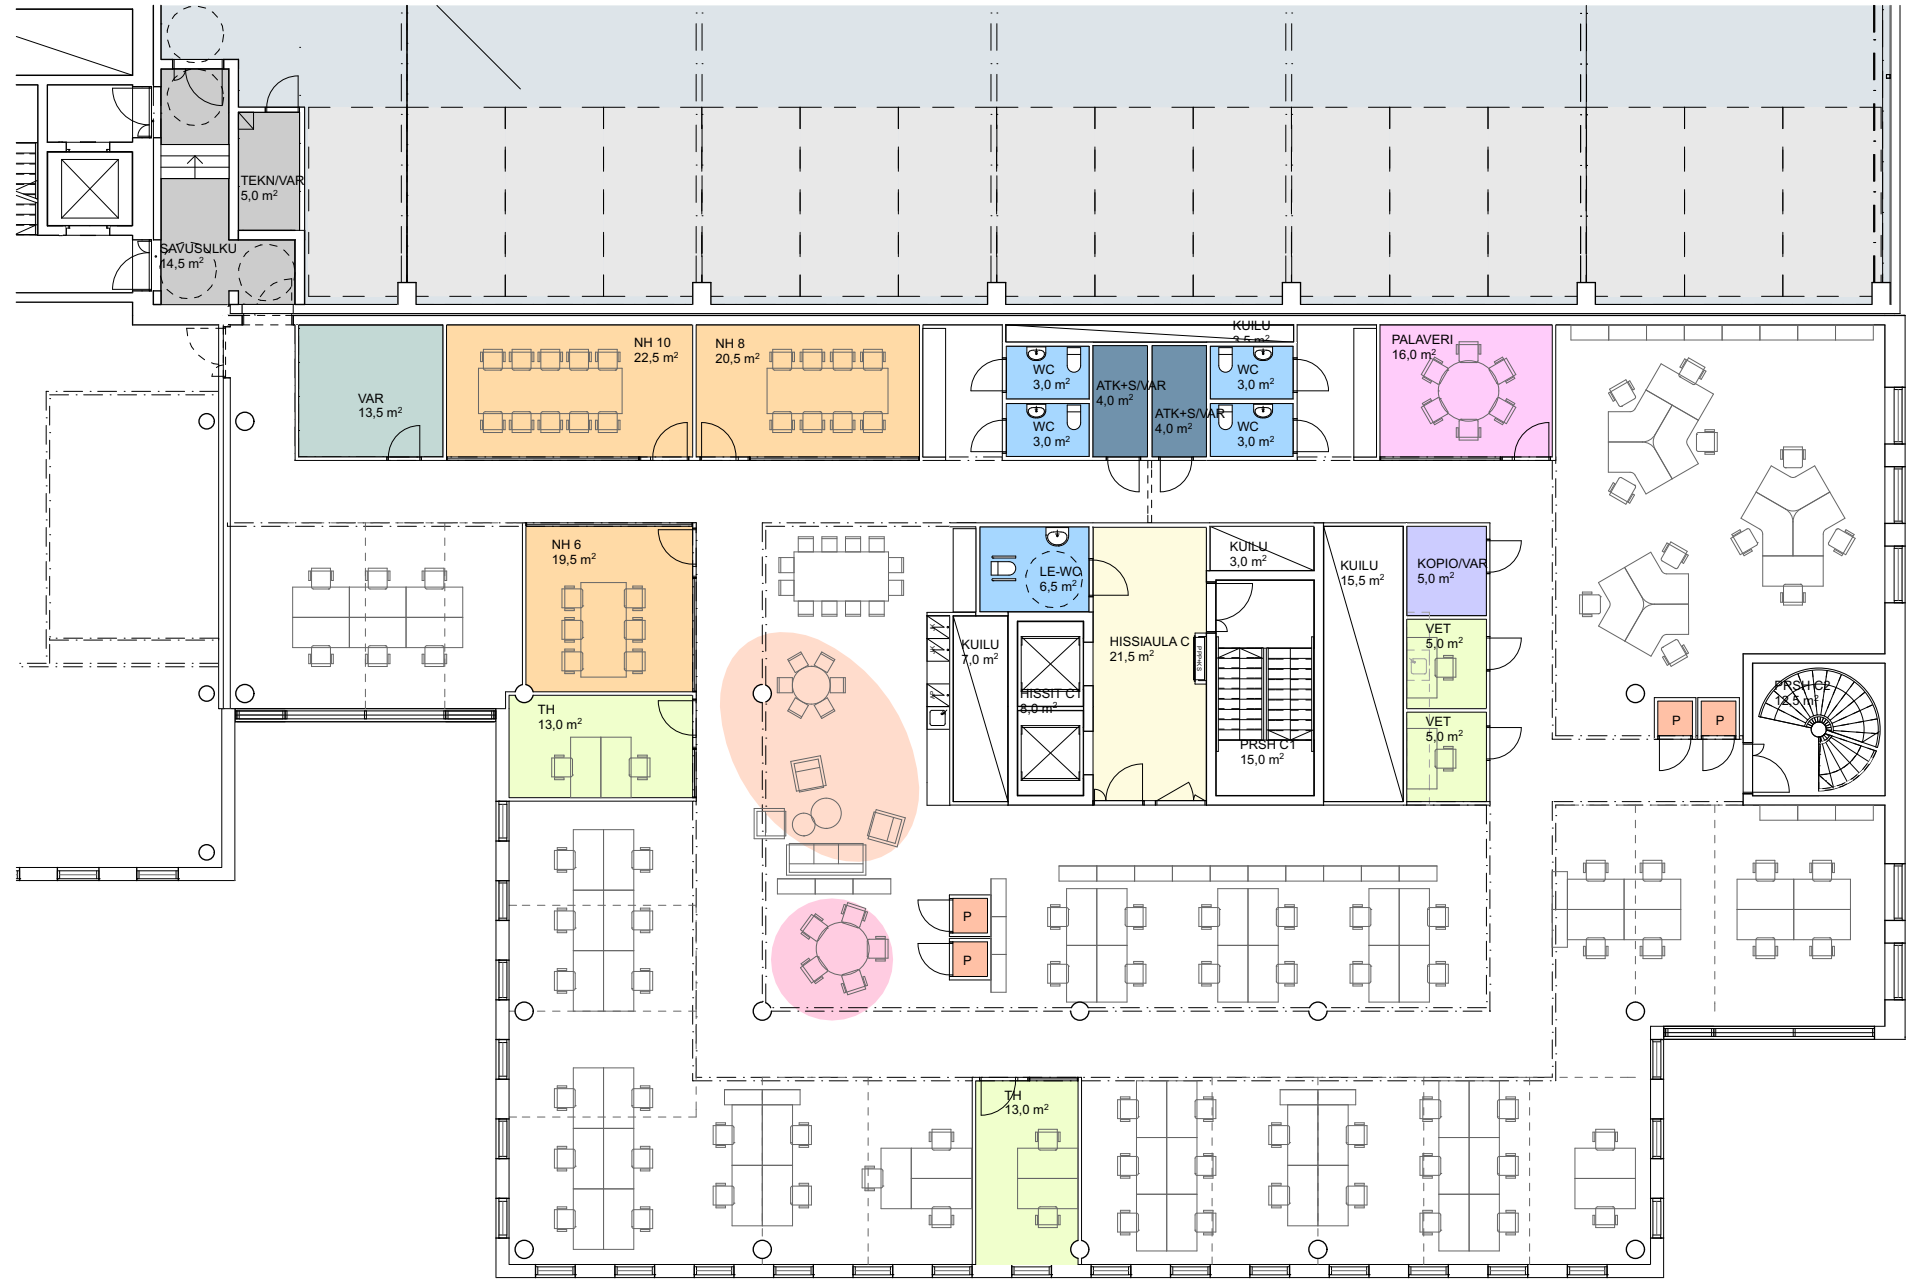 TEKN/VAR
5,0 m²
SAVUSULKU
14,5 m²
VAR
13,5 m²
NH 10
22,5 m²
NH 8
20,5 m²
KUILU
3,5 m²
WC
3,0 m²
WC
3,0 m²
ATK+S/VAR
4,0 m²
ATK+S/VAR
4,0 m²
WC
3,0 m²
WC
3,0 m²
PALAVERI
16,0 m²
NH 6
19,5 m²
TH
13,0 m²
LE-WC
6,5 m²
KUILU
7,0 m²
HISSIT C1
8,0 m²
HISSIAULA C
21,5 m²
KUILU
3,0 m²
PRSH C1
15,0 m²
KUILU
15,5 m²
KOPIO/VAR
5,0 m²
VET
5,0 m²
VET
5,0 m²
P
P
PRSH C2
12,5 m²
P
P
TH
13,0 m²